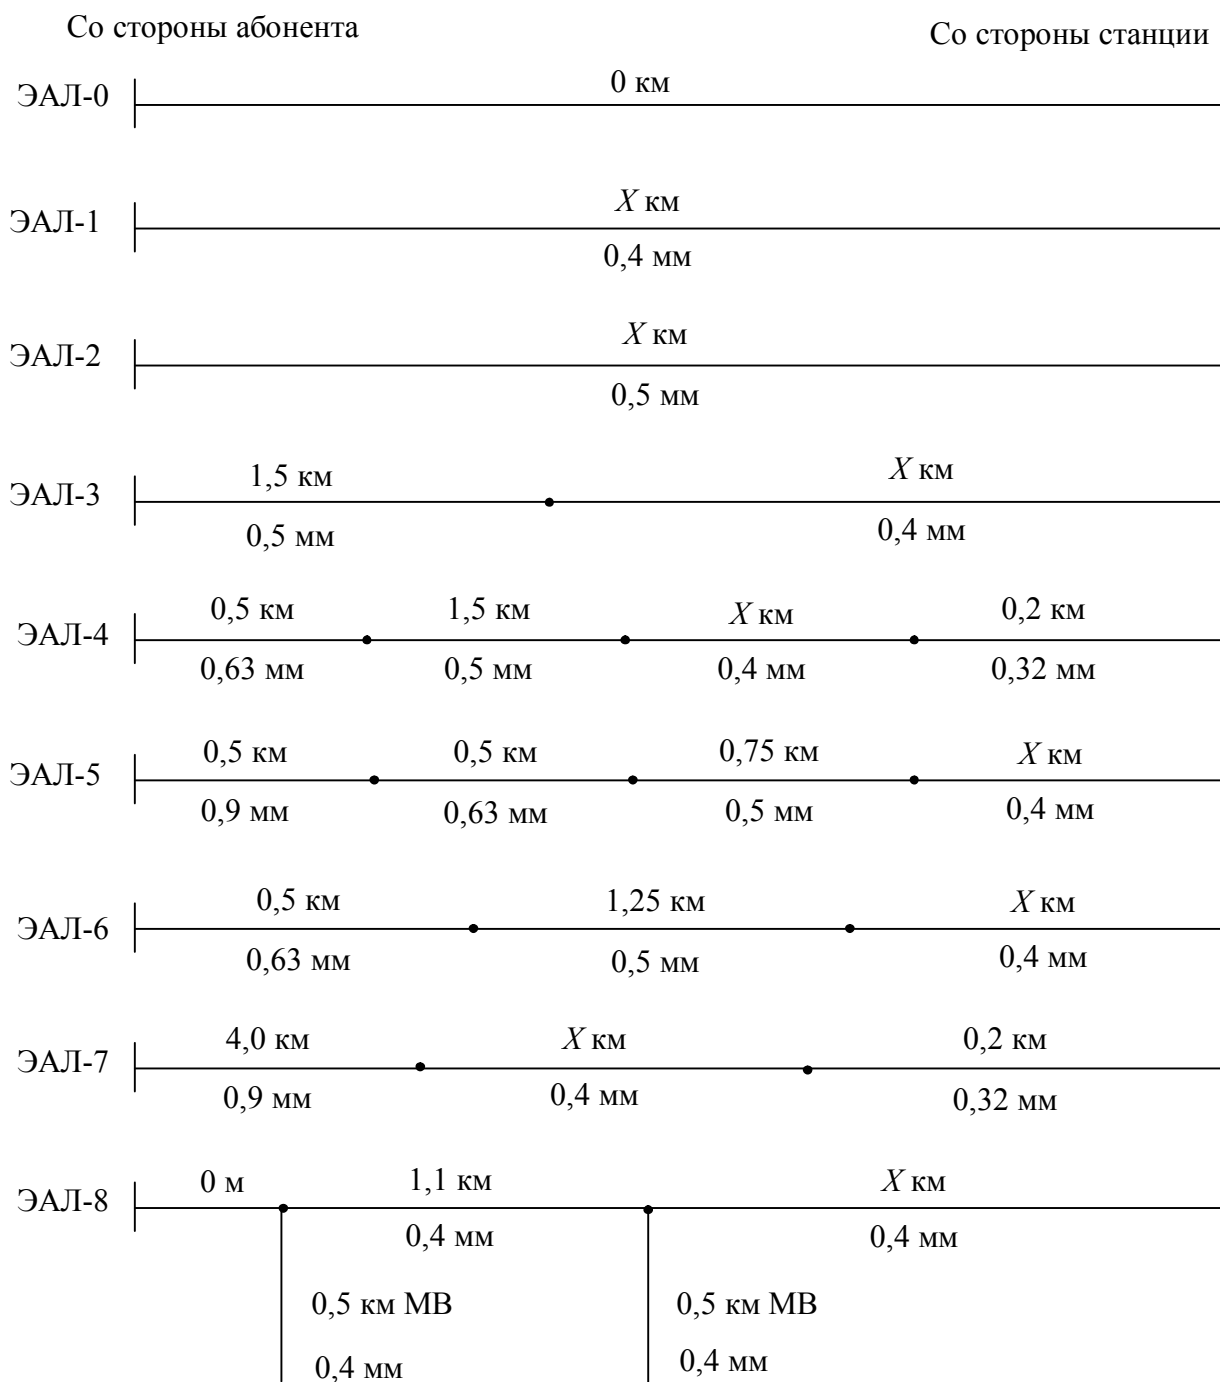 Со стороны абонента
Со стороны станции
ЭАЛ-0
0 км
ЭАЛ-1
X км
0,4 мм
ЭАЛ-2
X км
0,5 мм
ЭАЛ-3
1,5 км
X км
0,5 мм
0,4 мм
ЭАЛ-4
0,5 км
1,5 км
X км
0,2 км
0,63 мм
0,5 мм
0,4 мм
0,32 мм
ЭАЛ-5
0,5 км
0,5 км
0,75 км
X км
0,9 мм
0,63 мм
0,5 мм
0,4 мм
ЭАЛ-6
0,5 км
1,25 км
X км
0,63 мм
0,5 мм
0,4 мм
ЭАЛ-7
4,0 км
X км
0,2 км
0,9 мм
0,4 мм
0,32 мм
ЭАЛ-8
0 м
1,1 км
X км
0,4 мм
0,4 мм
0,5 км МВ
0,5 км МВ
0,4 мм
0,4 мм